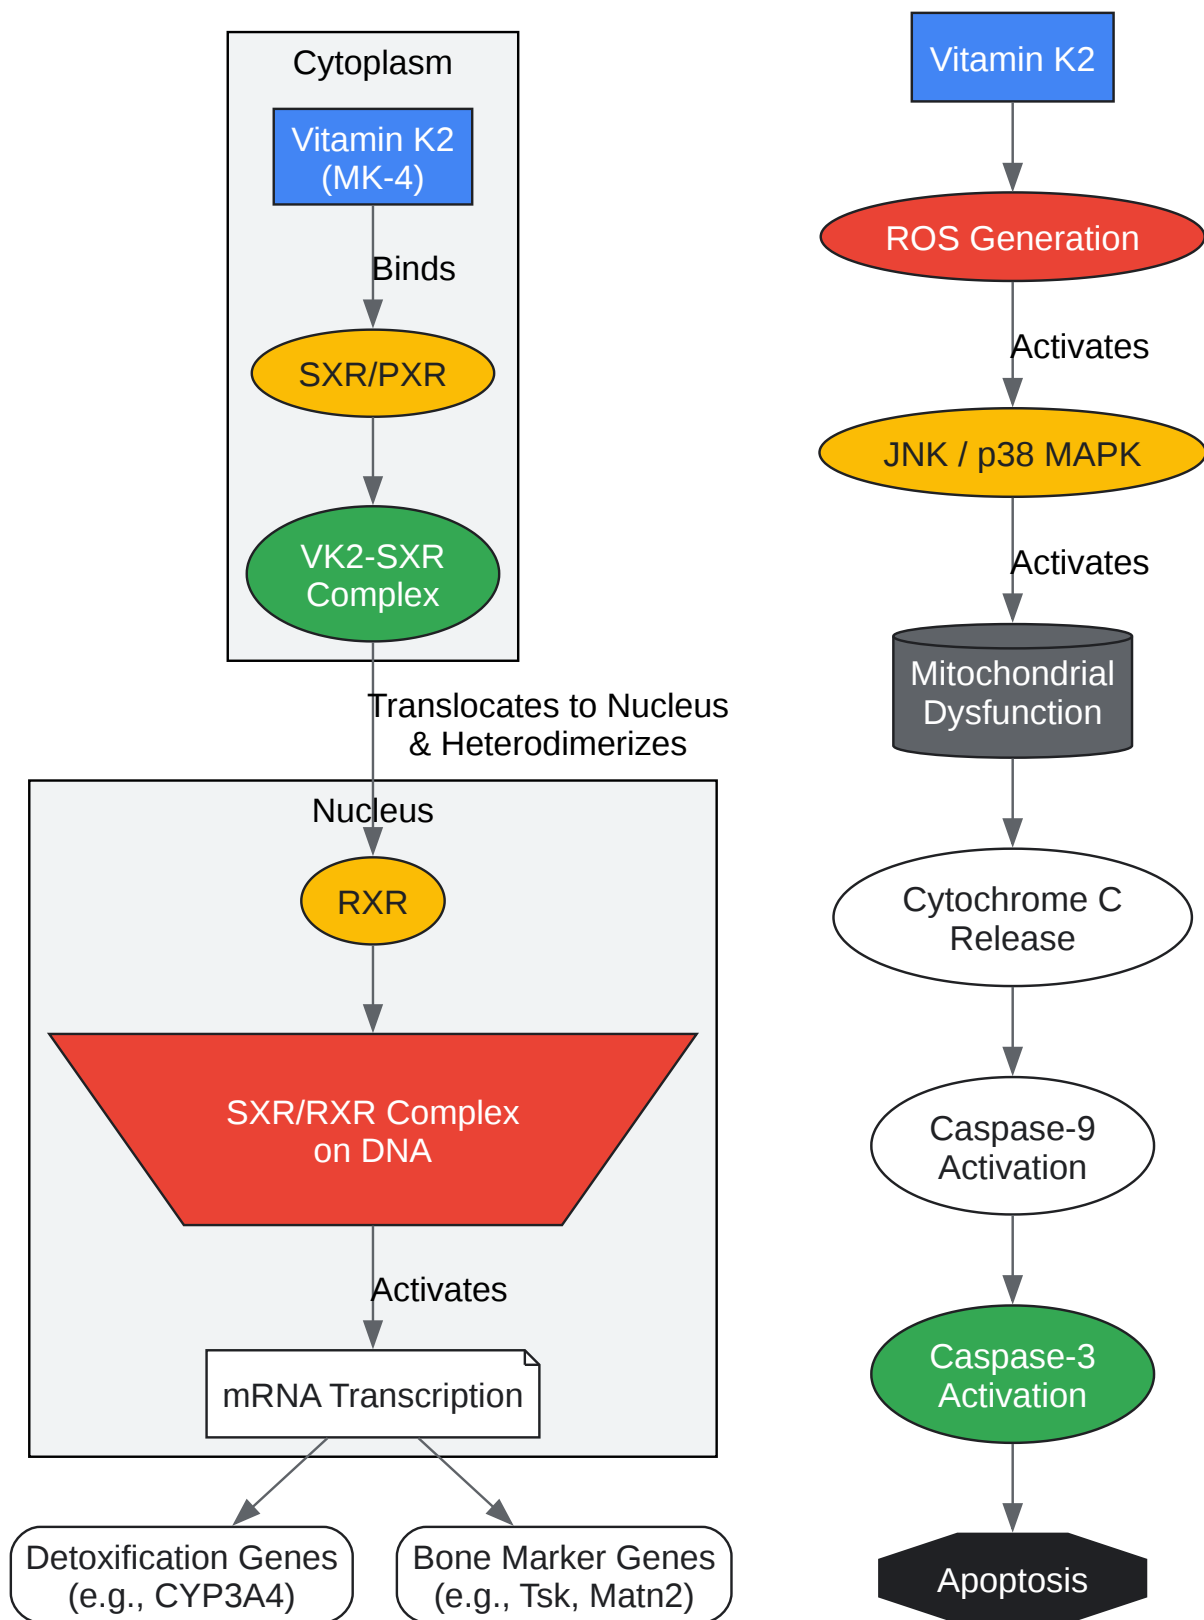 Cytoplasm
Vitamin K2
(MK-4)
Binds
SXR/PXR
VK2-SXR
Complex
Translocates to Nucleus
& Heterodimerizes
Nucleus
RXR
SXR/RXR Complex
on DNA
Activates
mRNA Transcription
Detoxification Genes
(e.g., CYP3A4)
Bone Marker Genes
(e.g., Tsk, Matn2)
Vitamin K2
ROS Generation
Activates
JNK / p38 MAPK
Activates
Mitochondrial
Dysfunction
Cytochrome C
Release
Caspase-9
Activation
Caspase-3
Activation
Apoptosis